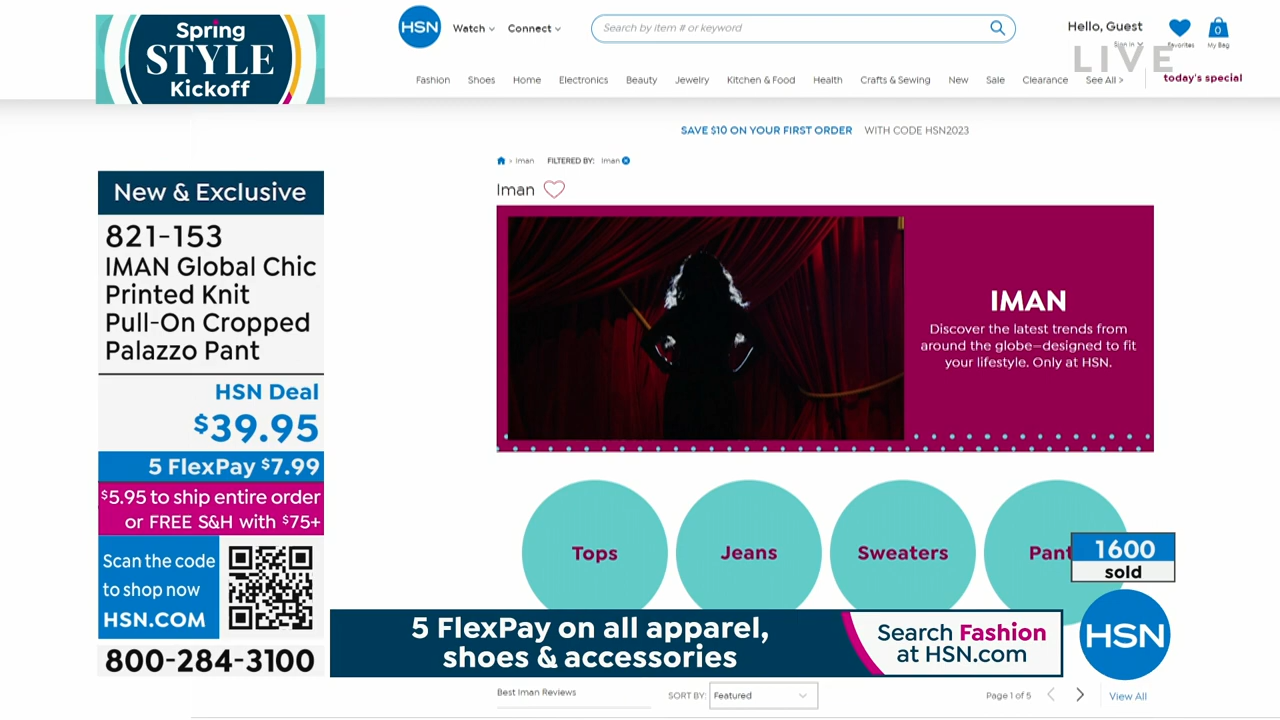 Spring
STYLE
Kickoff
HSN
Watch
Connect
Search by item # or keyword
Hello, Guest
Sign In
Favorites
0
My Bag
LIVE
Fashion
Shoes
Home
Electronics
Beauty
Jewelry
Kitchen & Food
Health
Crafts & Sewing
New
Sale
Clearance
See All >
today's special
SAVE $10 ON YOUR FIRST ORDER WITH CODE HSN2023
Iman FILTERED BY: Iman
Iman
IMAN
Discover the latest trends from
around the globe—designed to fit
your lifestyle. Only at HSN.
New & Exclusive
821-153
IMAN Global Chic
Printed Knit
Pull-On Cropped
Palazzo Pant
HSN Deal
$39.95
5 FlexPay $7.99
$5.95 to ship entire order
or FREE S&H with $75+
Scan the code
to shop now
HSN.COM
800-284-3100
Tops
Jeans
Sweaters
Pant
1600
sold
5 FlexPay on all apparel,
shoes & accessories
Search Fashion
at HSN.com
HSN
Best Iman Reviews
SORT BY: Featured
Page 1 of 5
View All